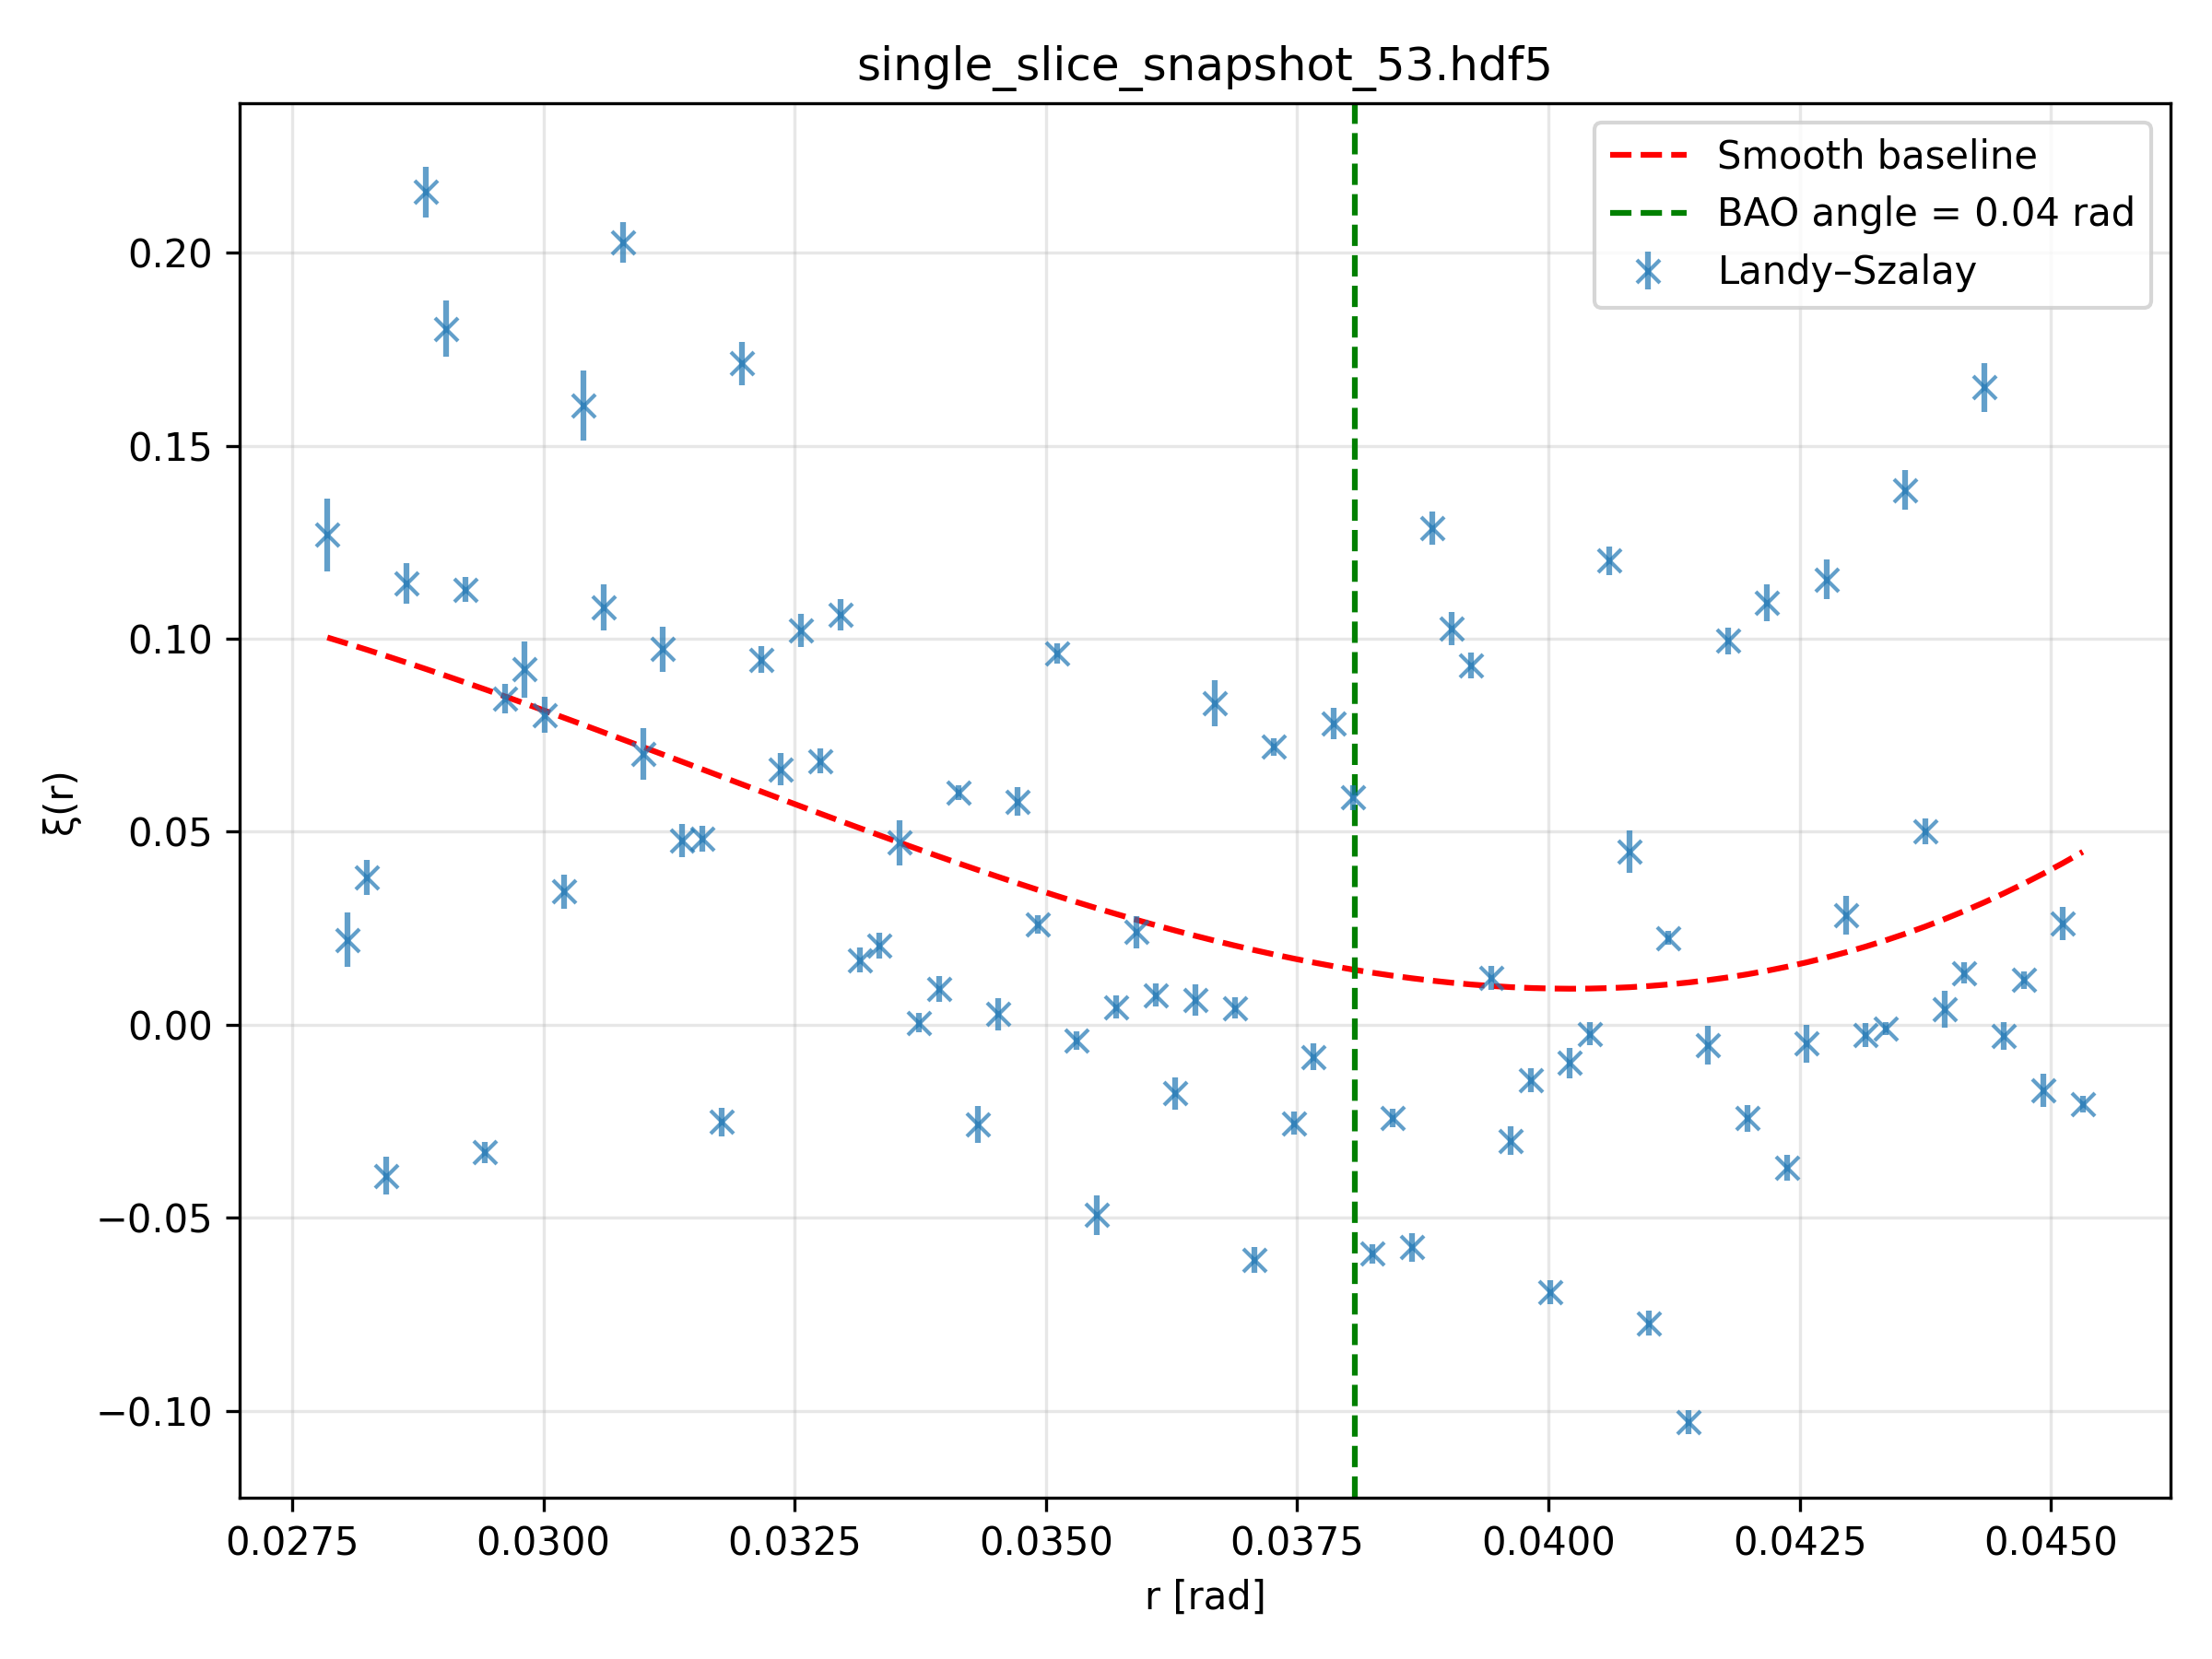 single_slice_snapshot_53.hdf5
Smooth baseline
BAO angle = 0.04 rad
Landy–Szalay
ξ(r)
0.20
0.15
0.10
0.05
0.00
−0.05
−0.10
0.0275 0.0300 0.0325 0.0350 0.0375 0.0400 0.0425 0.0450
r [rad]